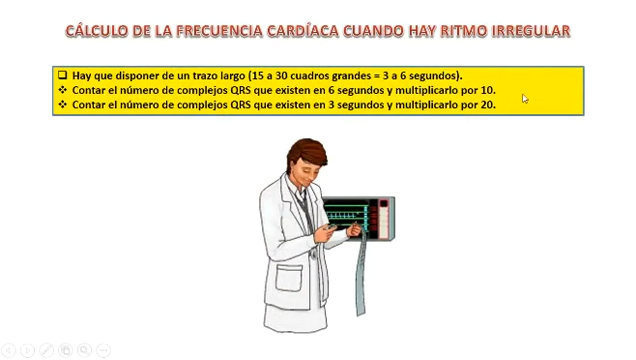 CÁLCULO DE LA FRECUENCIA CARDÍACA CUANDO HAY RITMO IRREGULAR
❑ Hay que disponer de un trazo largo (15 a 30 cuadros grandes = 3 a 6 segundos).
❖ Contar el número de complejos QRS que existen en 6 segundos y multiplicarlo por 10.
❖ Contar el número de complejos QRS que existen en 3 segundos y multiplicarlo por 20.